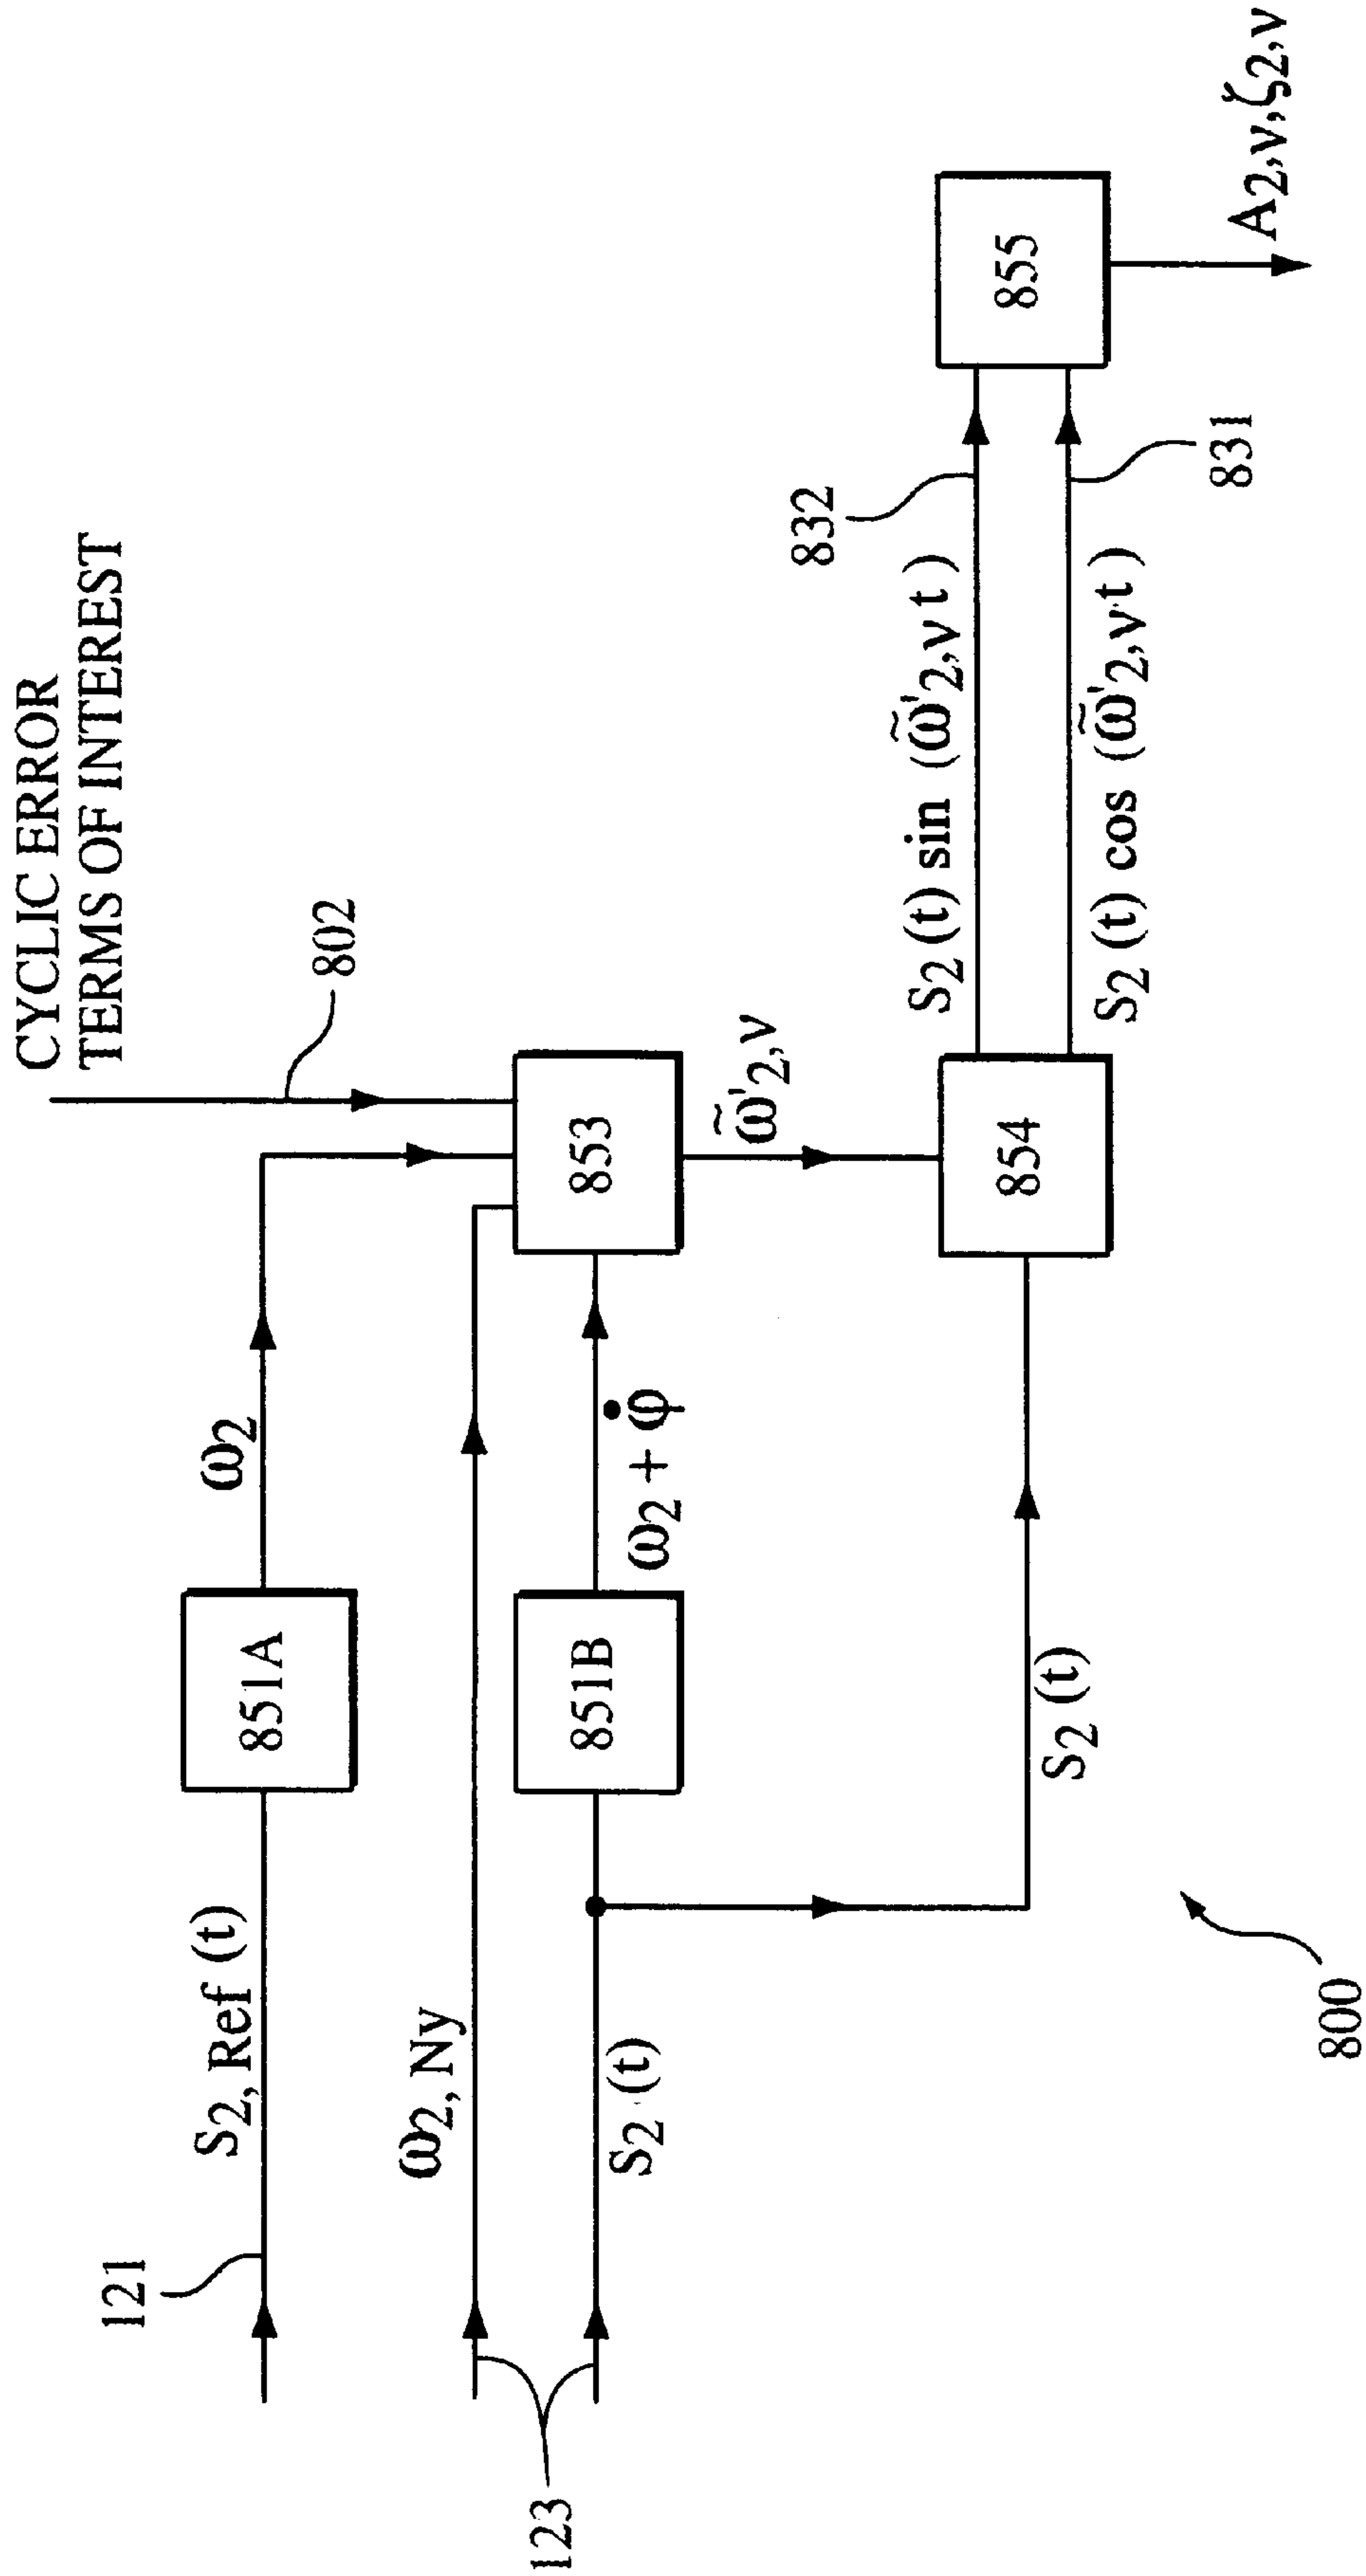 CYCLIC ERROR
TERMS OF INTEREST
802
121
S2, Ref (t)
851A
ω2
ω2, Ny
123
S2 (t)
851B
ω2 + φ̇
853
ω̃'2,ν
S2 (t)
854
S2 (t) sin (ω̃'2,ν t)
832
S2 (t) cos (ω̃'2,ν t)
831
855
A2,ν,ζ2,ν
800